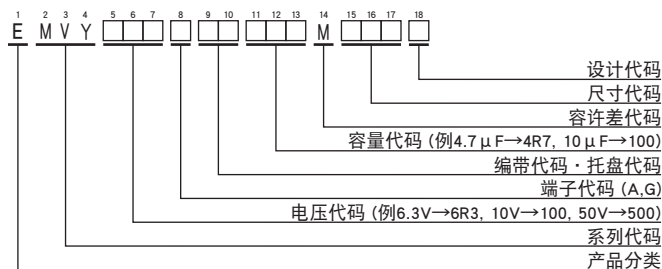 1 2 3 4 5 6 7 8 9 10 11 12 13 14 15 16 17 18
E M V Y □□□ □ □□ □□□ M □□□ □
设计代码
尺寸代码
容许差代码
容量代码 (例4.7μF→4R7, 10μF→100)
编带代码・托盘代码
端子代码 (A,G)
电压代码 (例6.3V→6R3, 10V→100, 50V→500)
系列代码
产品分类